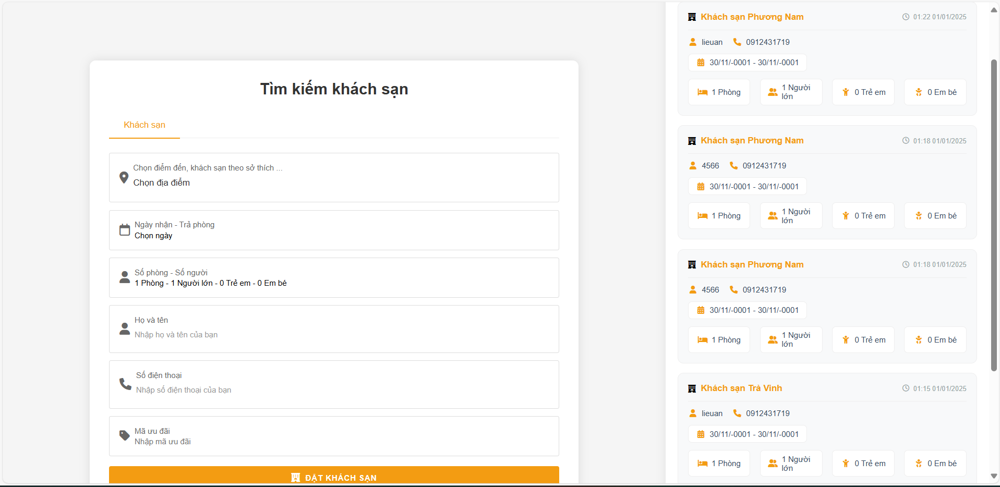 Tìm kiếm khách sạn
Khách sạn
Chọn điểm đến, khách sạn theo sở thích ...
Chọn địa điểm
Ngày nhận - Trả phòng
Chọn ngày
Số phòng - Số người
1 Phòng - 1 Người lớn - 0 Trẻ em - 0 Em bé
Họ và tên
Nhập họ và tên của bạn
Số điện thoại
Nhập số điện thoại của bạn
Mã ưu đãi
Nhập mã ưu đãi
ĐẶT KHÁCH SẠN
Khách sạn Phương Nam
01:22 01/01/2025
lieuan 0912431719
30/11/-0001 - 30/11/-0001
1 Phòng
1 Người
lớn
0 Trẻ em
0 Em bé
Khách sạn Phương Nam
01:18 01/01/2025
4566 0912431719
30/11/-0001 - 30/11/-0001
1 Phòng
1 Người
lớn
0 Trẻ em
0 Em bé
Khách sạn Phương Nam
01:18 01/01/2025
4566 0912431719
30/11/-0001 - 30/11/-0001
1 Phòng
1 Người
lớn
0 Trẻ em
0 Em bé
Khách sạn Trà Vinh
01:15 01/01/2025
lieuan 0912431719
30/11/-0001 - 30/11/-0001
1 Phòng
1 Người
lớn
0 Trẻ em
0 Em bé